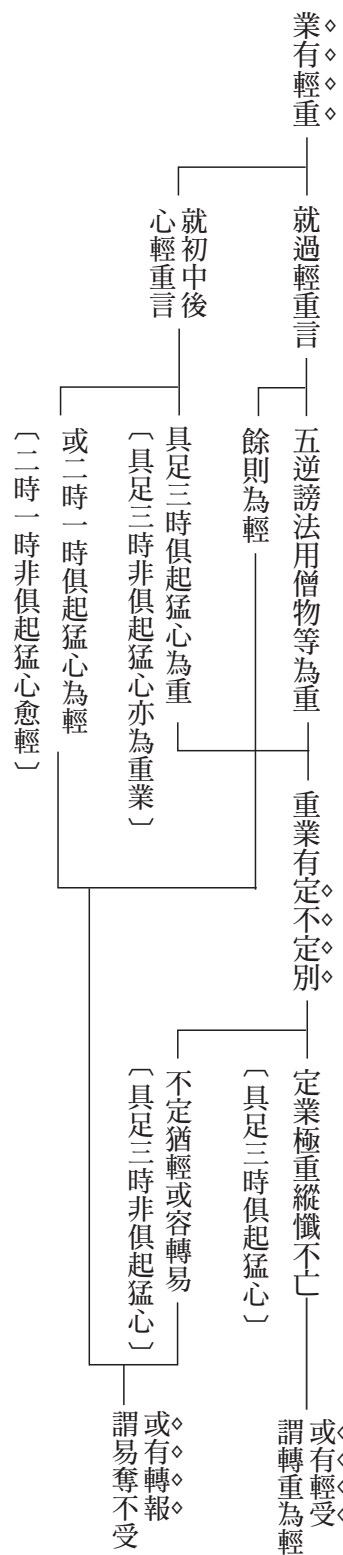 業有輕重
就過輕重言
就初中後
心輕重言
五逆謗法用僧物等為重
餘則為輕
具足三時俱起猛心為重
〔具足三時非俱起猛心亦為重業〕
或二時一時俱起猛心為輕
〔二時一時非俱起猛心愈輕〕
重業有定不定別
定業極重縱懺不亡
〔具足三時俱起猛心〕
不定猶輕或容轉易
〔具足三時非俱起猛心〕
或有輕受
謂轉重為輕
或有轉報
謂易奪不受